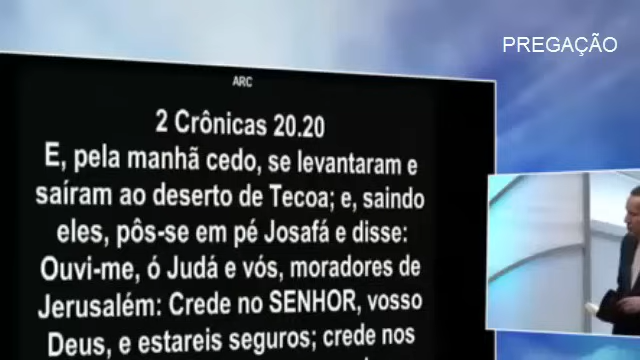 PREGAÇÃO
ARC
2 Crônicas 20.20
E, pela manhã cedo, se levantaram e
saíram ao deserto de Tecoa; e, saindo
eles, pôs-se em pé Josafá e disse:
Ouvi-me, ó Judá e vós, moradores de
Jerusalém: Crede no SENHOR, vosso
Deus, e estareis seguros; crede nos